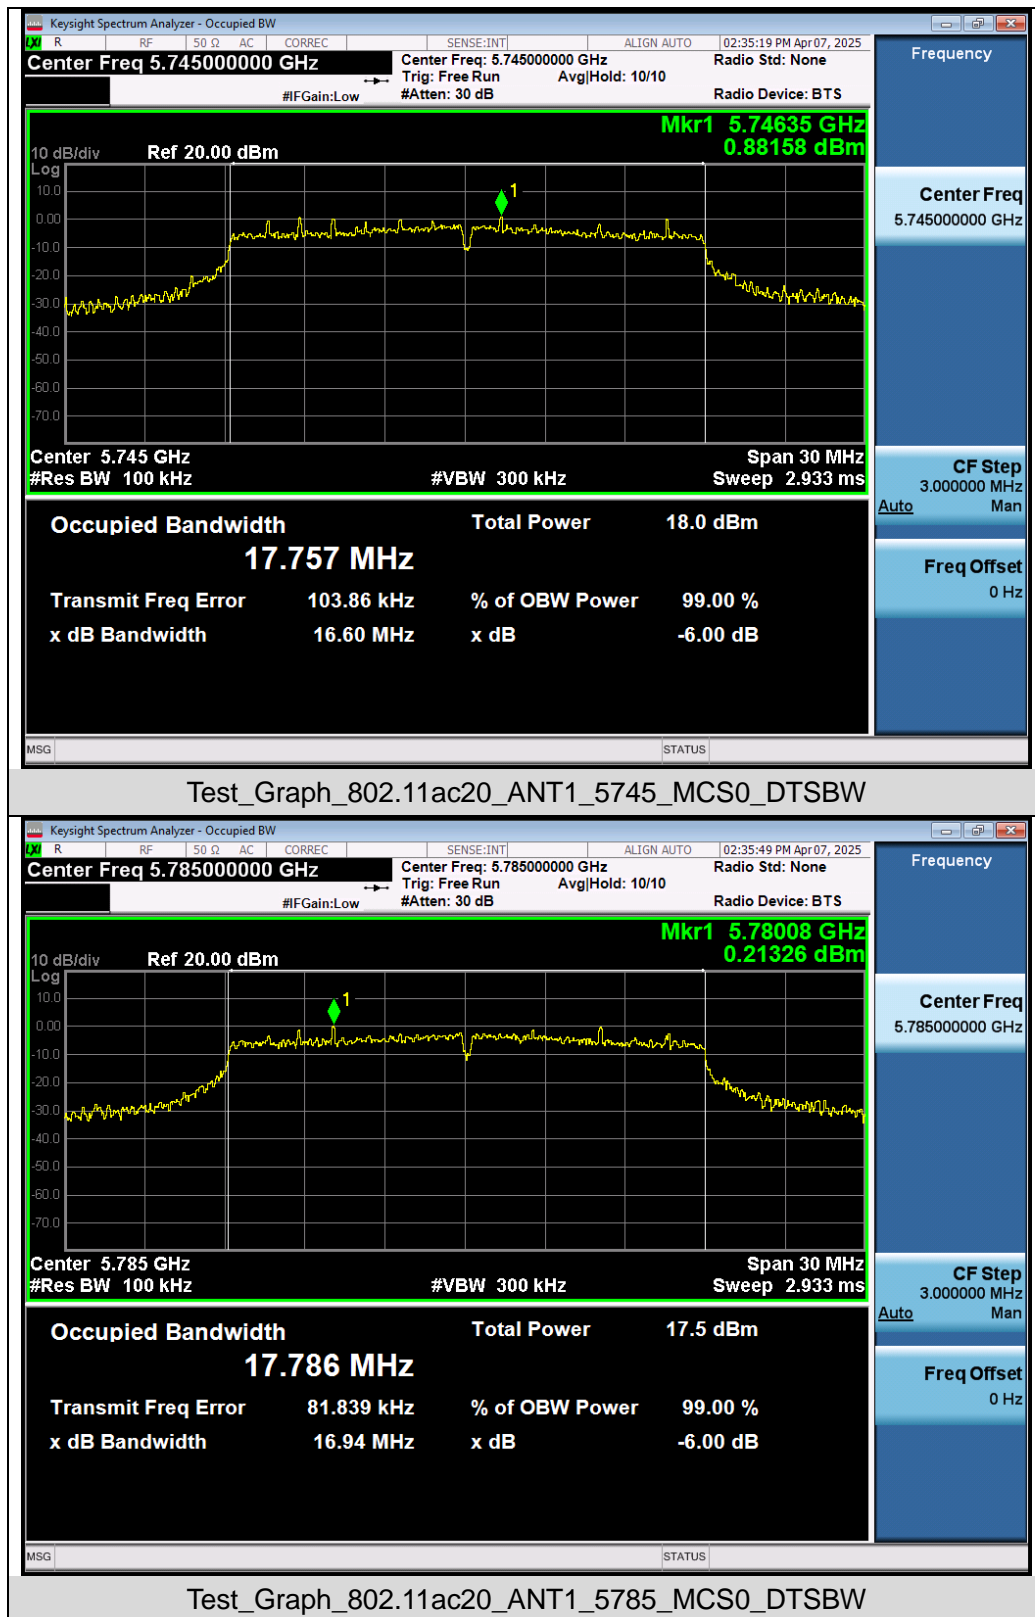 Keysight Spectrum Analyzer - Occupied BW
LXI R RF 50 Ω AC CORREC SENSE:INT ALIGN AUTO 02:35:19 PM Apr 07, 2025
Center Freq 5.745000000 GHz
Center Freq: 5.745000000 GHz Radio Std: None
Trig: Free Run Avg|Hold: 10/10
#IFGain:Low #Atten: 30 dB Radio Device: BTS
Mkr1 5.74635 GHz
0.88158 dBm
10 dB/div Ref 20.00 dBm
Log
10.0
0.00
-10.0
-20.0
-30.0
-40.0
-50.0
-60.0
-70.0
1
Center 5.745 GHz Span 30 MHz
#Res BW 100 kHz #VBW 300 kHz Sweep 2.933 ms
Occupied Bandwidth Total Power 18.0 dBm
17.757 MHz
Transmit Freq Error 103.86 kHz % of OBW Power 99.00 %
x dB Bandwidth 16.60 MHz x dB -6.00 dB
MSG STATUS
Frequency
Center Freq
5.745000000 GHz
CF Step
3.000000 MHz
Auto Man
Freq Offset
0 Hz
Test_Graph_802.11ac20_ANT1_5745_MCS0_DTSBW
Keysight Spectrum Analyzer - Occupied BW
LXI R RF 50 Ω AC CORREC SENSE:INT ALIGN AUTO 02:35:49 PM Apr 07, 2025
Center Freq 5.785000000 GHz
Center Freq: 5.785000000 GHz Radio Std: None
Trig: Free Run Avg|Hold: 10/10
#IFGain:Low #Atten: 30 dB Radio Device: BTS
Mkr1 5.78008 GHz
0.21326 dBm
10 dB/div Ref 20.00 dBm
Log
10.0
0.00
-10.0
-20.0
-30.0
-40.0
-50.0
-60.0
-70.0
1
Center 5.785 GHz Span 30 MHz
#Res BW 100 kHz #VBW 300 kHz Sweep 2.933 ms
Occupied Bandwidth Total Power 17.5 dBm
17.786 MHz
Transmit Freq Error 81.839 kHz % of OBW Power 99.00 %
x dB Bandwidth 16.94 MHz x dB -6.00 dB
MSG STATUS
Frequency
Center Freq
5.785000000 GHz
CF Step
3.000000 MHz
Auto Man
Freq Offset
0 Hz
Test_Graph_802.11ac20_ANT1_5785_MCS0_DTSBW